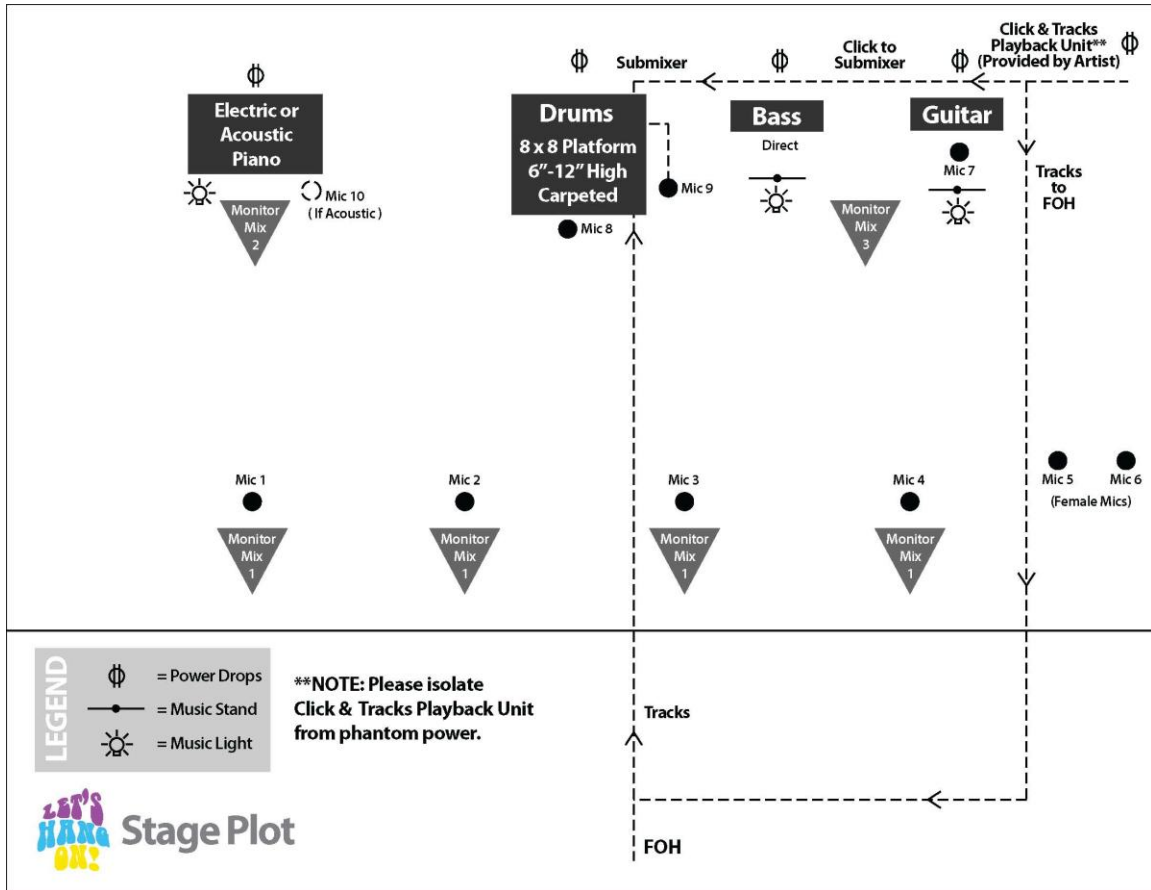 Click & Tracks
Playback Unit**
(Provided by Artist)
Click to
Submixer
Submixer
Electric or
Acoustic
Piano
Drums
8 x 8 Platform
6”-12” High
Carpeted
Bass
Direct
Guitar
Mic 7
Tracks
to
FOH
Mic 10
( If Acoustic )
Mic 9
Mic 8
Monitor
Mix
2
Monitor
Mix
3
Mic 1
Mic 2
Mic 3
Mic 4
Mic 5
Mic 6
(Female Mics)
Monitor
Mix
1
Monitor
Mix
1
Monitor
Mix
1
Monitor
Mix
1
LEGEND
= Power Drops
= Music Stand
= Music Light
**NOTE: Please isolate
Click & Tracks Playback Unit
from phantom power.
Tracks
FOH
LET'S
HANG
ON!
Stage Plot